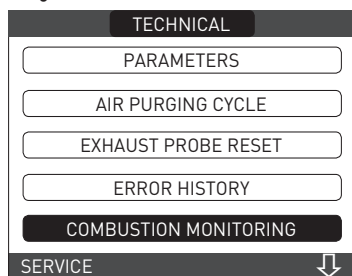 TECHNICAL
PARAMETERS
AIR PURGING CYCLE
EXHAUST PROBE RESET
ERROR HISTORY
COMBUSTION MONITORING
SERVICE